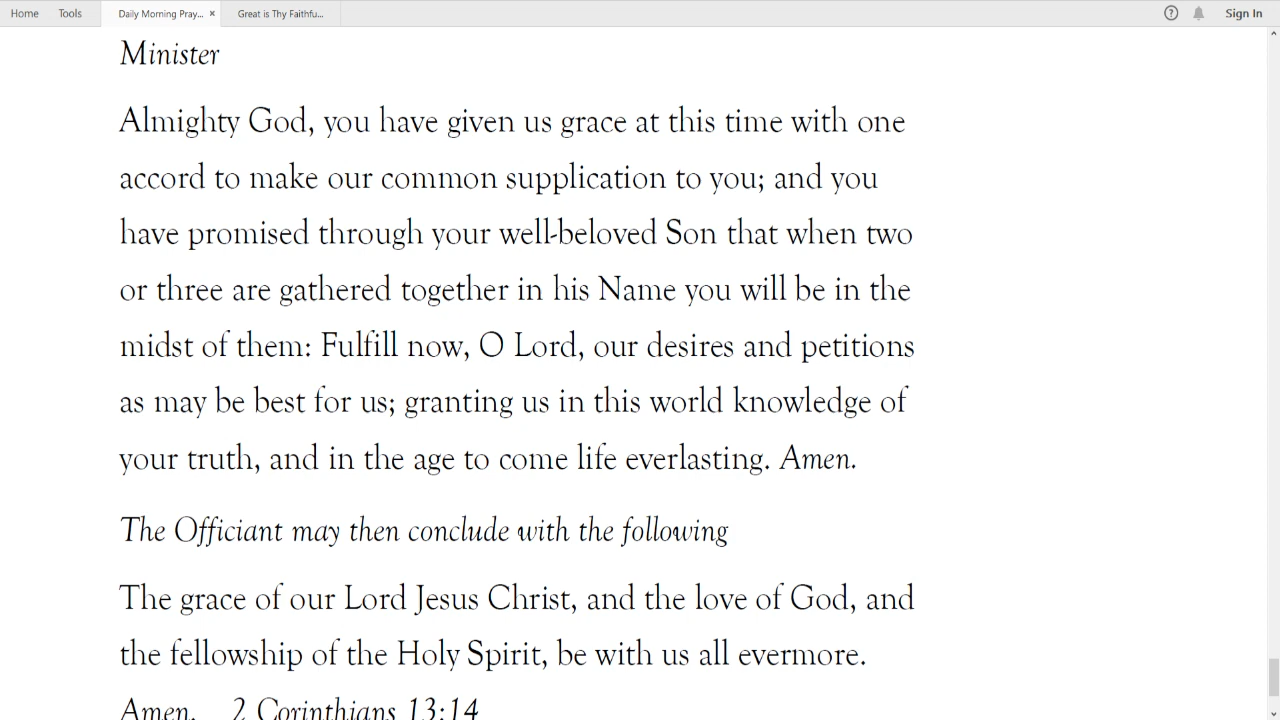 Home Tools Daily Morning Pray... × Great is Thy Faithfu... ? Sign In
Minister
Almighty God, you have given us grace at this time with one
accord to make our common supplication to you; and you
have promised through your well-beloved Son that when two
or three are gathered together in his Name you will be in the
midst of them: Fulfill now, O Lord, our desires and petitions
as may be best for us; granting us in this world knowledge of
your truth, and in the age to come life everlasting. Amen.
The Officiant may then conclude with the following
The grace of our Lord Jesus Christ, and the love of God, and
the fellowship of the Holy Spirit, be with us all evermore.
Amen. 2 Corinthians 13:14